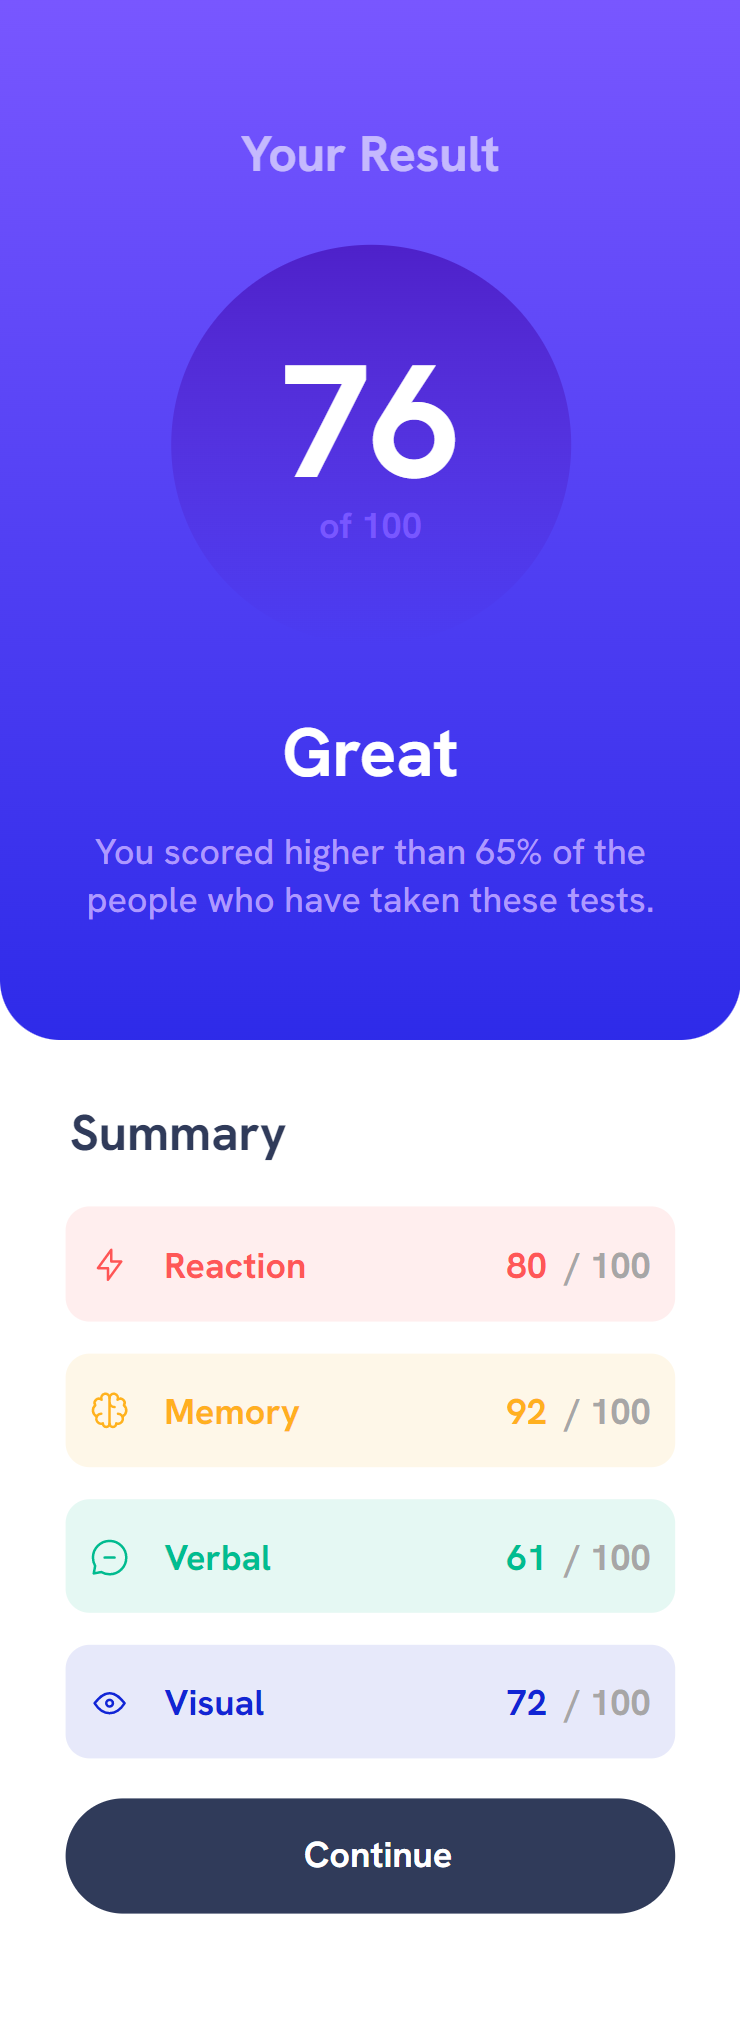 Your Result
76
of 100
Great
You scored higher than 65% of the
people who have taken these tests.
Summary
Reaction 80 / 100
Memory 92 / 100
Verbal 61 / 100
Visual 72 / 100
Continue